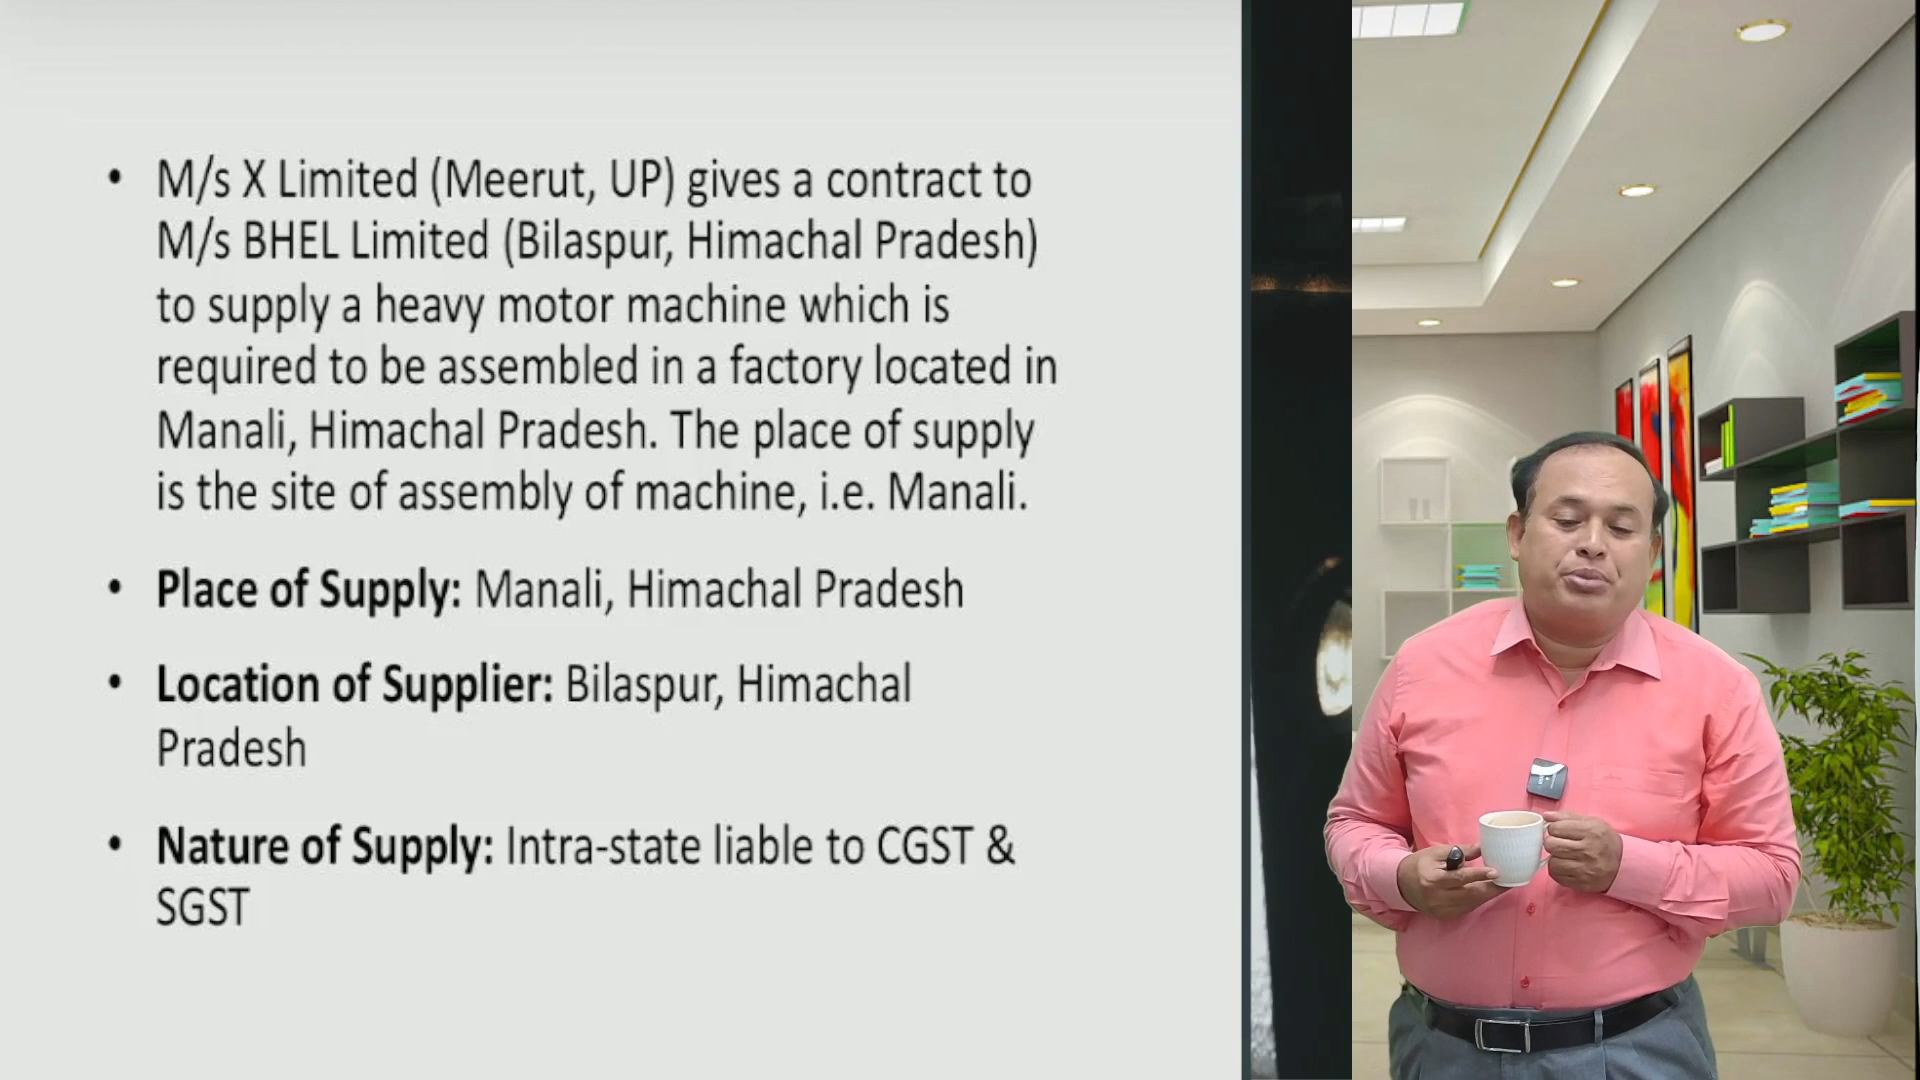 • M/s X Limited (Meerut, UP) gives a contract to
M/s BHEL Limited (Bilaspur, Himachal Pradesh)
to supply a heavy motor machine which is
required to be assembled in a factory located in
Manali, Himachal Pradesh. The place of supply
is the site of assembly of machine, i.e. Manali.
• Place of Supply: Manali, Himachal Pradesh
• Location of Supplier: Bilaspur, Himachal
Pradesh
• Nature of Supply: Intra-state liable to CGST &
SGST